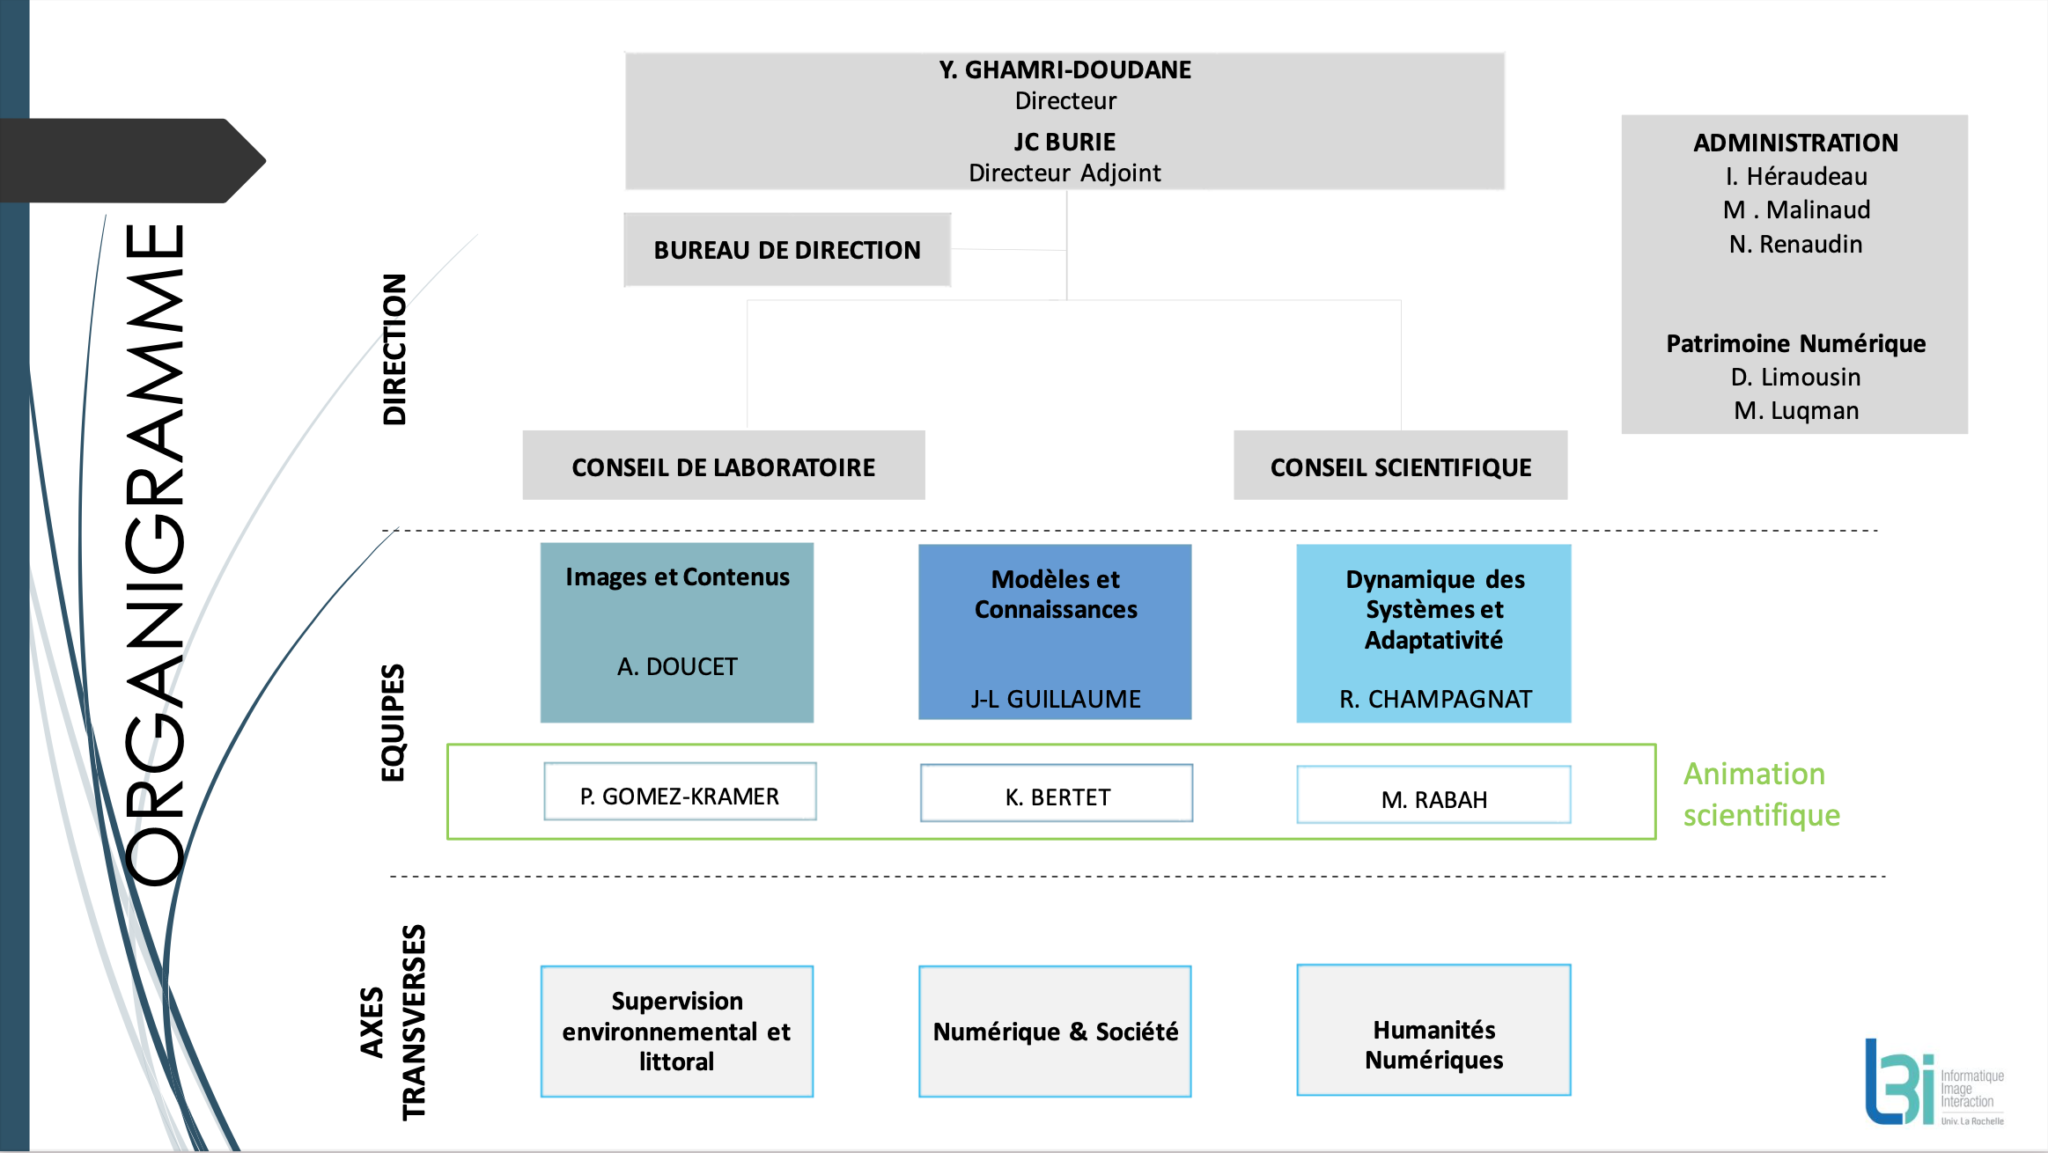 ORGANIGRAMME
DIRECTION
Y. GHAMRI-DOUDANE
Directeur
JC BURIE
Directeur Adjoint
BUREAU DE DIRECTION
CONSEIL DE LABORATOIRE
CONSEIL SCIENTIFIQUE
ADMINISTRATION
I. Héraudeau
M . Malinaud
N. Renaudin
Patrimoine Numérique
D. Limousin
M. Luqman
EQUIPES
Images et Contenus
A. DOUCET
Modèles et
Connaissances
J-L GUILLAUME
Dynamique des
Systèmes et
Adaptativité
R. CHAMPAGNAT
P. GOMEZ-KRAMER
K. BERTET
M. RABAH
Animation
scientifique
AXES
TRANSVERSES
Supervision
environnemental et
littoral
Numérique & Société
Humanités
Numériques
L3i
Informatique
Image
Interaction
Univ. La Rochelle